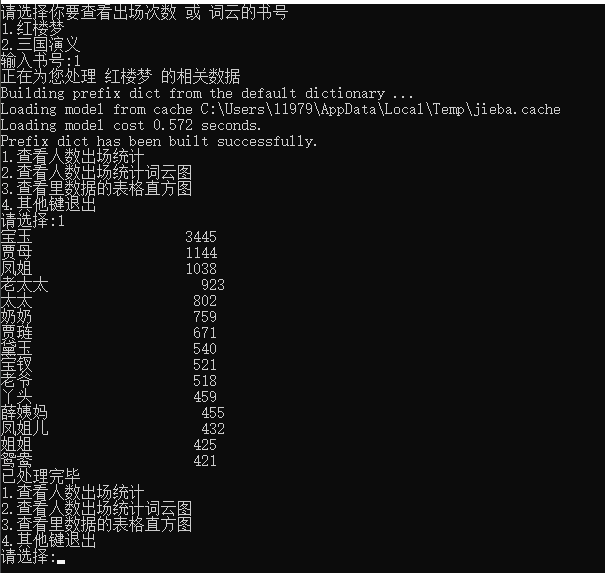 请选择你要查看出场次数 或 词云的书号
1.红楼梦
2.三国演义
输入书号:1
正在为您处理 红楼梦 的相关数据
Building prefix dict from the default dictionary ...
Loading model from cache C:\Users\11979\AppData\Local\Temp\jieba.cache
Loading model cost 0.572 seconds.
Prefix dict has been built successfully.
1.查看人数出场统计
2.查看人数出场统计词云图
3.查看里数据的表格直方图
4.其他键退出
请选择:1
宝玉 3445
贾母 1144
凤姐 1038
老太太 923
太太 802
奶奶 759
贾琏 671
黛玉 540
宝钗 521
老爷 518
丫头 459
薛姨妈 455
凤姐儿 432
姐姐 425
鸳鸯 421
已处理完毕
1.查看人数出场统计
2.查看人数出场统计词云图
3.查看里数据的表格直方图
4.其他键退出
请选择: